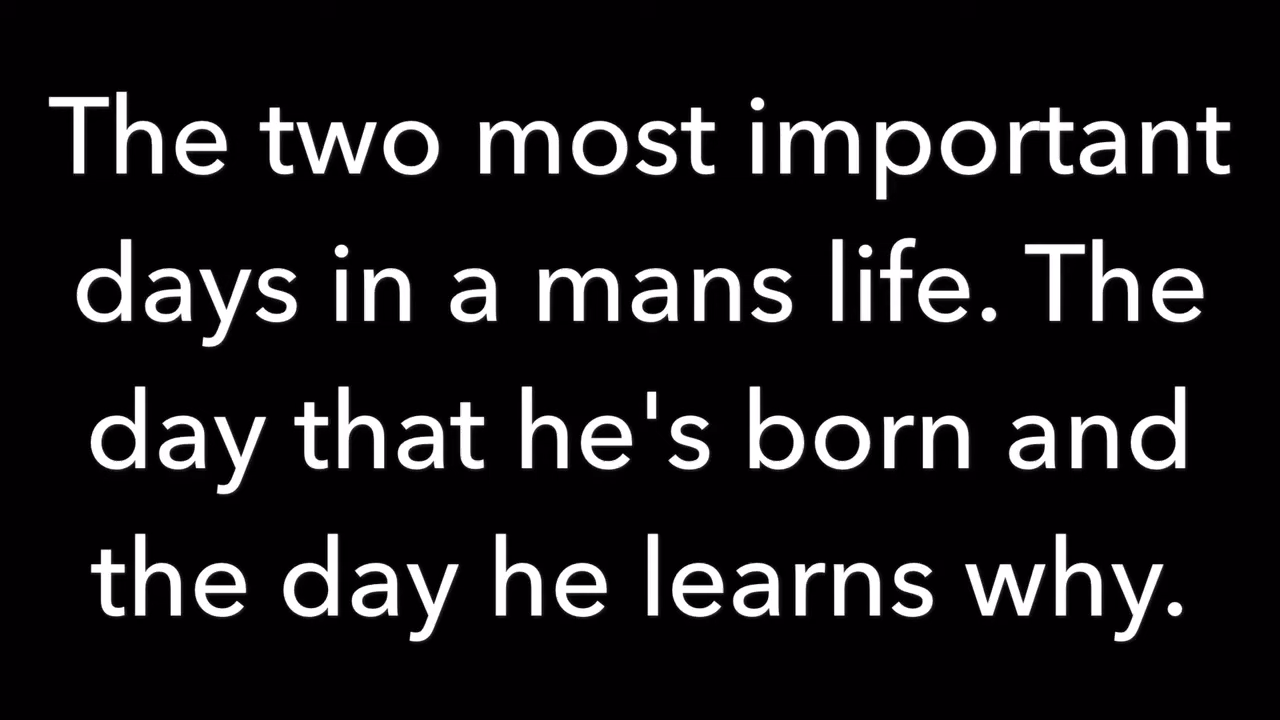 The two most important
days in a mans life. The
day that he's born and
the day he learns why.